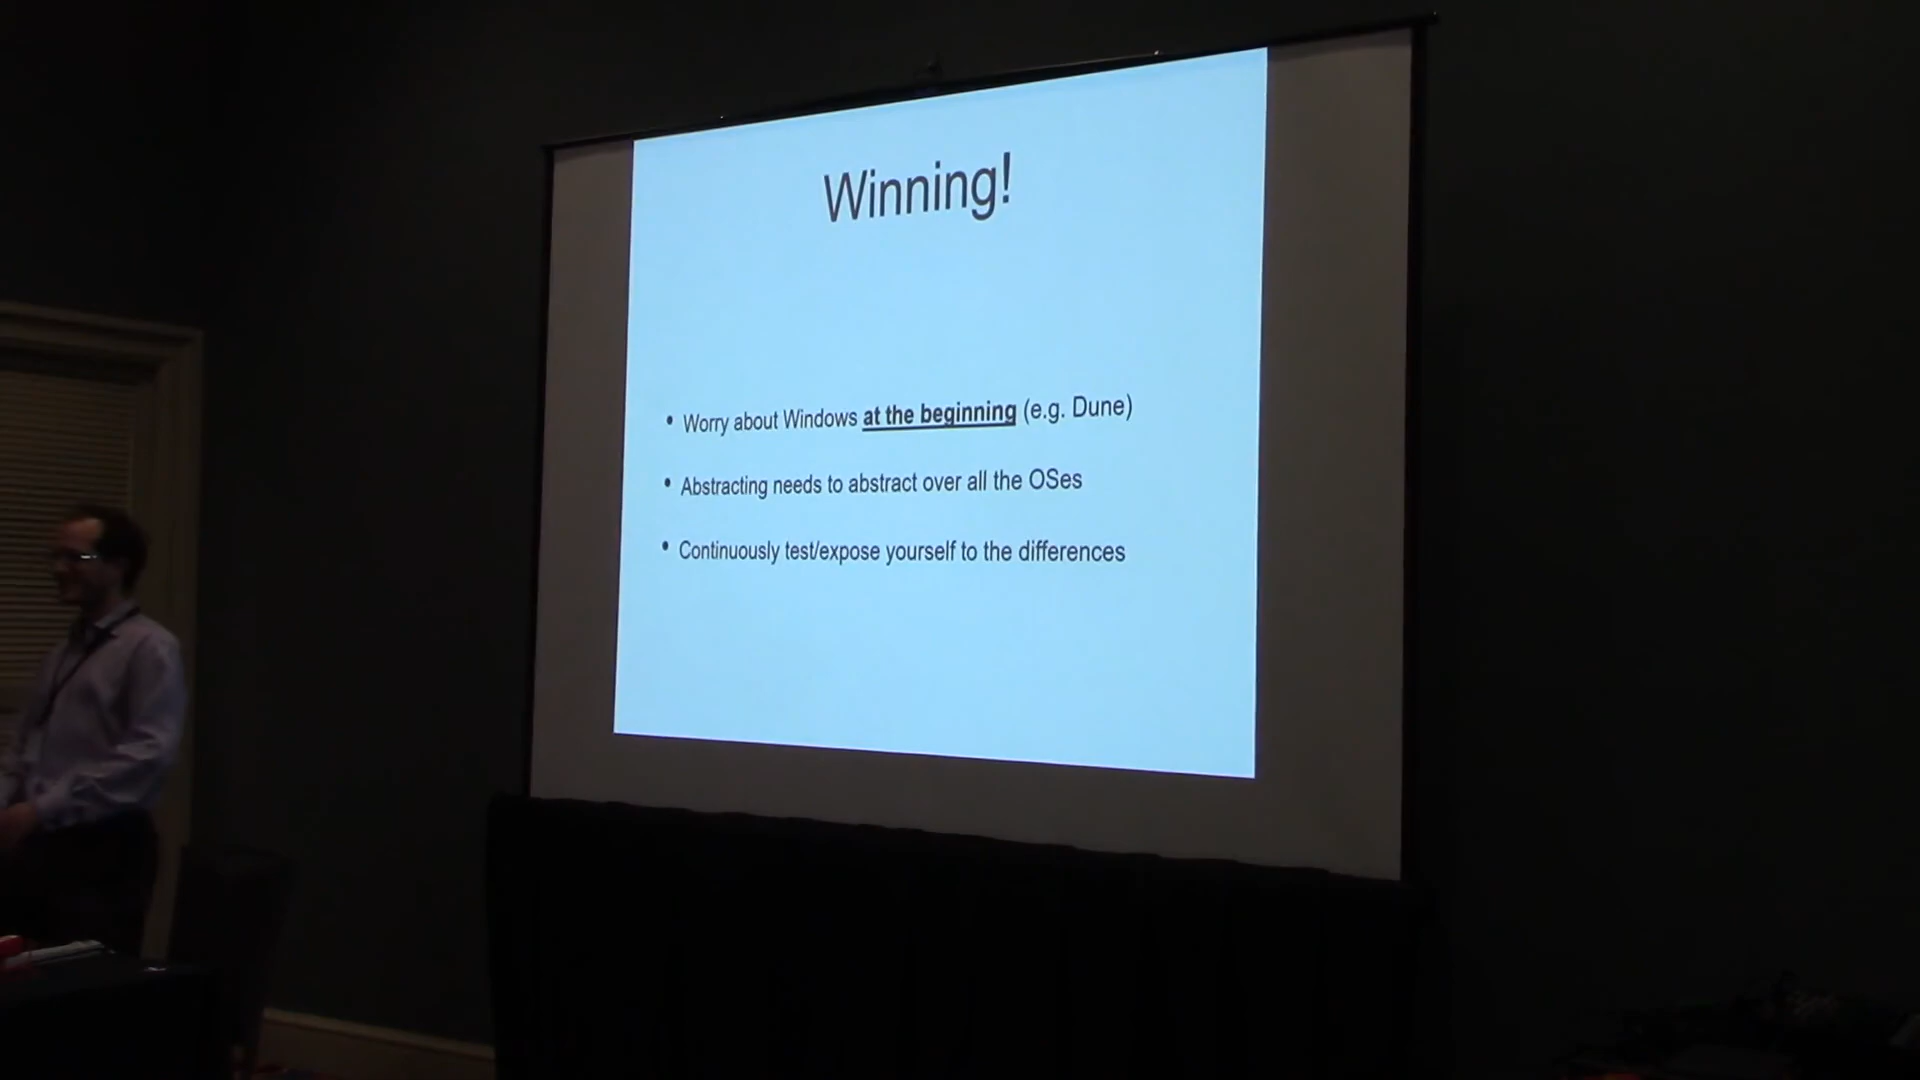 Winning!
• Worry about Windows at the beginning (e.g. Dune)
• Abstracting needs to abstract over all the OSes
• Continuously test/expose yourself to the differences